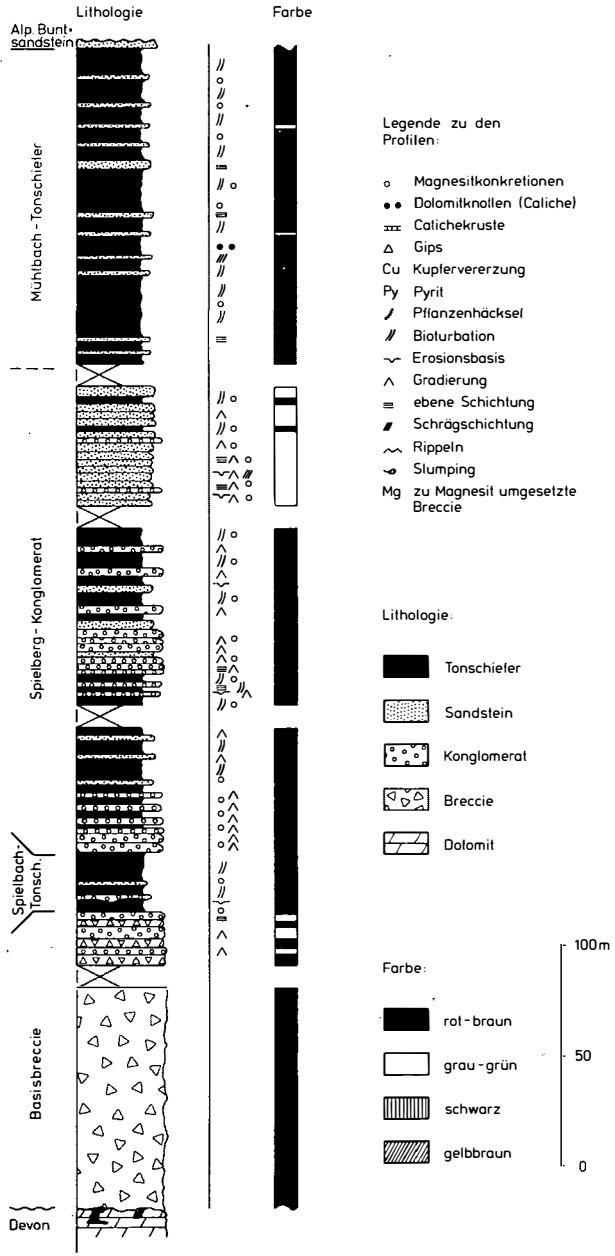 Lithologie
Farbe
Alp. Bunt-
sandstein
Mühlbach-Tonschiefer
Spielberg-Konglomerat
Spielbach-
Tonsch.
Basisbreccie
Devon
Legende zu den
Profilen:
Magnesitkonkretionen
Dolomitknollen (Caliche)
Calichekruste
Gips
Cu Kupfervererzung
Py Pyrit
Pflanzenhäcksel
Bioturbation
Erosionsbasis
Gradierung
ebene Schichtung
Schrägschichtung
Rippeln
Slumping
Mg zu Magnesit umgesetzte
Breccie
Lithologie:
Tonschiefer
Sandstein
Konglomerat
Breccie
Dolomit
Farbe:
rot-braun
grau-grün
schwarz
gelbbraun
100m
50
0